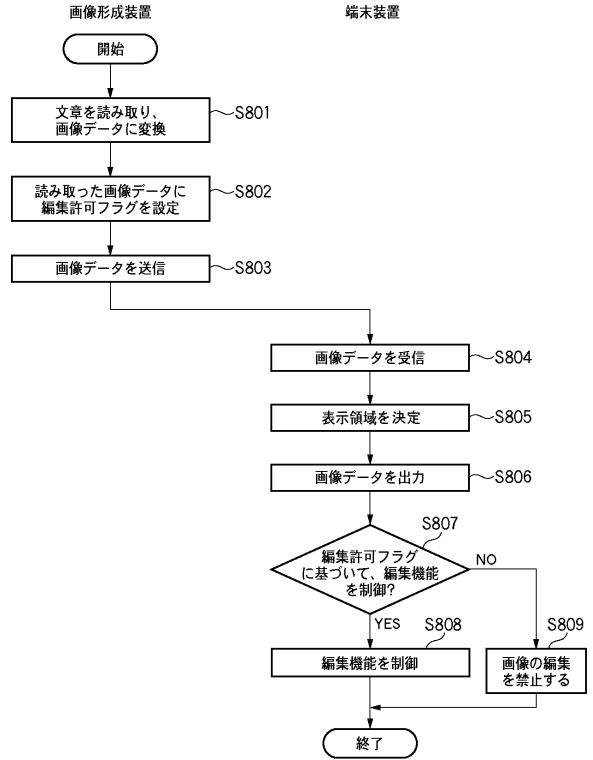 画像形成装置
端末装置
開始
文章を読み取り、
画像データに変換
S801
読み取った画像データに
編集許可フラグを設定
S802
画像データを送信
S803
画像データを受信
S804
表示領域を決定
S805
画像データを出力
S806
S807
編集許可フラグ
に基づいて、編集機能
を制御?
NO
YES
S808
編集機能を制御
S809
画像の編集
を禁止する
終了